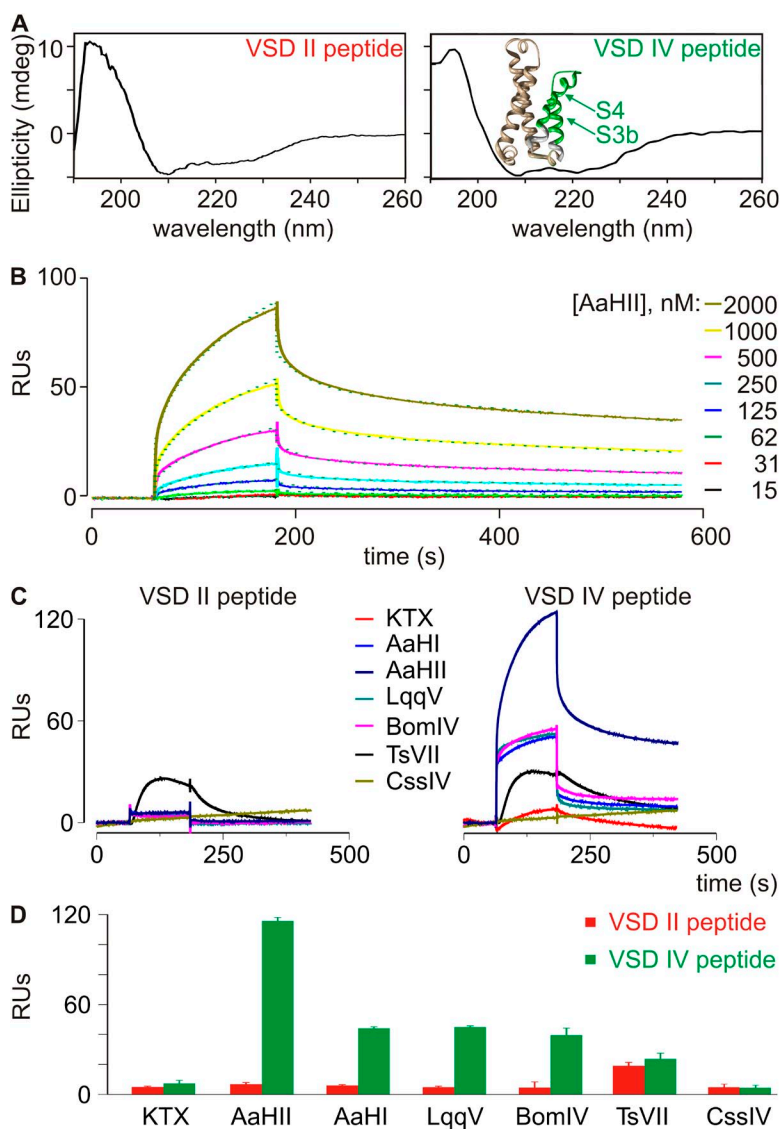 A
VSD II peptide
VSD IV peptide
Ellipticity (mdeg)
10
0
S4
S3b
200 220 240 260
200 220 240 260
wavelength (nm)
wavelength (nm)
B
100
50
0
RUs
[AaHII], nM:
2000
1000
500
250
125
62
31
15
0 200 400 600
time (s)
C
VSD II peptide
VSD IV peptide
120
60
0
RUs
KTX
AaHI
AaHII
LqqV
BomIV
TsVII
CssIV
0 250 500
0 250 500
time (s)
D
120
60
0
RUs
VSD II peptide
VSD IV peptide
KTX AaHII AaHI LqqV BomIV TsVII CssIV